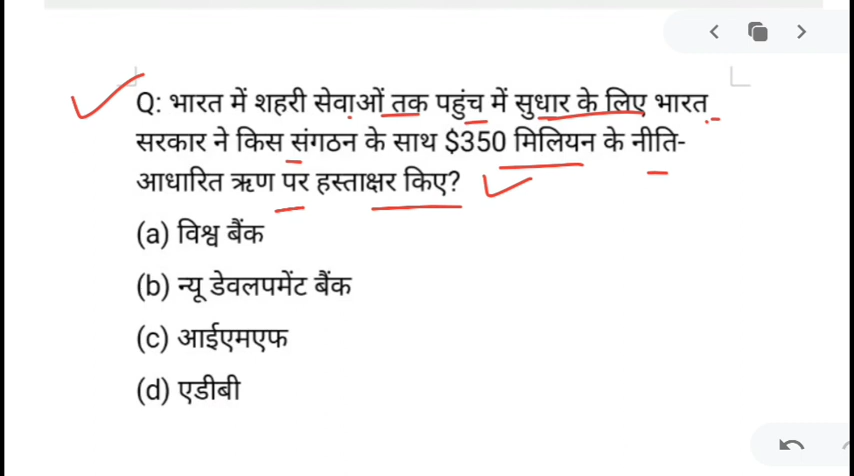 Q: भारत में शहरी सेवाओं तक पहुंच में सुधार के लिए भारत
सरकार ने किस संगठन के साथ $350 मिलियन के नीति-
आधारित ऋण पर हस्ताक्षर किए?
(a) विश्व बैंक
(b) न्यू डेवलपमेंट बैंक
(c) आईएमएफ
(d) एडीबी